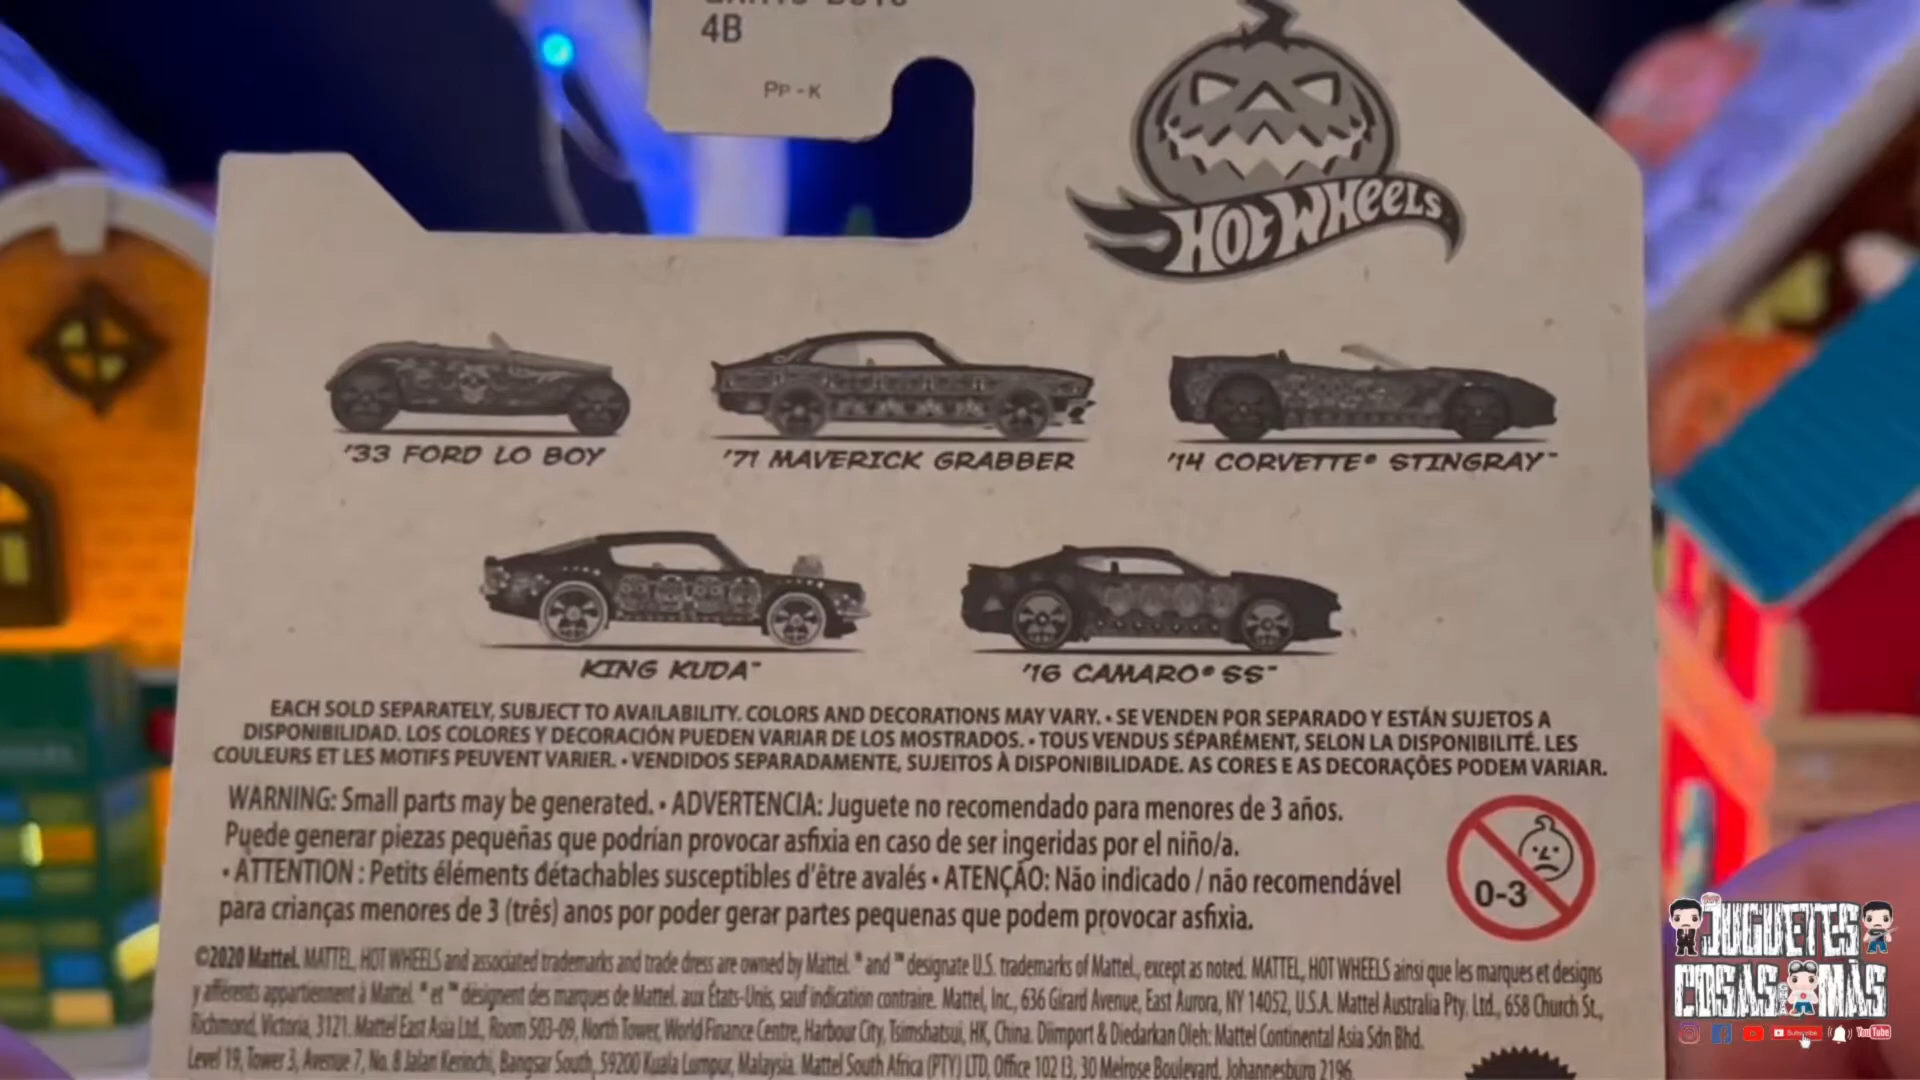 4B
PP - K
HOT WHEELS
'33 FORD LO BOY
'71 MAVERICK GRABBER
'14 CORVETTE® STINGRAY™
KING KUDA™
'16 CAMARO® SS™
EACH SOLD SEPARATELY, SUBJECT TO AVAILABILITY. COLORS AND DECORATIONS MAY VARY. • SE VENDEN POR SEPARADO Y ESTÁN SUJETOS A
DISPONIBILIDAD. LOS COLORES Y DECORACIÓN PUEDEN VARIAR DE LOS MOSTRADOS. • TOUS VENDUS SÉPARÉMENT, SELON LA DISPONIBILITÉ. LES
COULEURS ET LES MOTIFS PEUVENT VARIER. • VENDIDOS SEPARADAMENTE, SUJEITOS À DISPONIBILIDADE. AS CORES E AS DECORAÇÕES PODEM VARIAR.
WARNING: Small parts may be generated. • ADVERTENCIA: Juguete no recomendado para menores de 3 años.
Puede generar piezas pequeñas que podrían provocar asfixia en caso de ser ingeridas por el niño/a.
• ATTENTION : Petits éléments détachables susceptibles d'être avalés • ATENÇÃO: Não indicado / não recomendável
para crianças menores de 3 (três) anos por poder gerar partes pequenas que podem provocar asfixia.
0-3
©2020 Mattel. MATTEL, HOT WHEELS and associated trademarks and trade dress are owned by Mattel. ® and ™ designate U.S. trademarks of Mattel, except as noted. MATTEL, HOT WHEELS ainsi que les marques et designs
y afférents appartiennent à Mattel. ® et ™ désignent des marques de Mattel. aux États-Unis, sauf indication contraire. Mattel, Inc., 636 Girard Avenue, East Aurora, NY 14052, U.S.A. Mattel Australia Pty. Ltd., 658 Church St.,
Richmond, Victoria, 3121. Mattel East Asia Ltd., Room 503-09, North Tower, World Finance Centre, Harbour City, Tsimshatsui, HK, China. Diimport & Diedarkan Oleh: Mattel Continental Asia Sdn Bhd.
Level 19, Tower 3, Avenue 7, No. 8 Jalan Kerinchi, Bangsar South, 59200 Kuala Lumpur, Malaysia. Mattel South Africa (PTY) LTD, Office 102 I3, 30 Melrose Boulevard, Johannesburg 2196.
JUGUETES
COSAS Y MÀS
Subscribe
YouTube